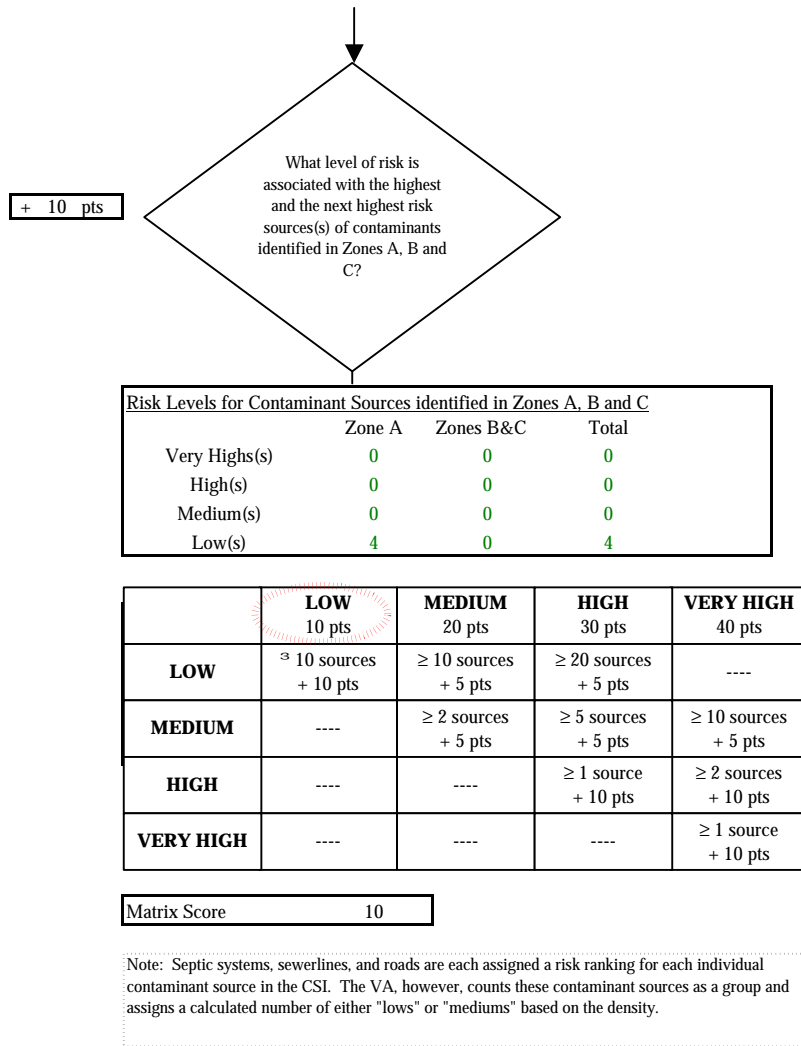 What level of risk is
associated with the highest
and the next highest risk
sources(s) of contaminants
identified in Zones A, B and
C?
+ 10 pts
Risk Levels for Contaminant Sources identified in Zones A, B and C
Zone A Zones B&C Total
Very Highs(s) 0 0 0
High(s) 0 0 0
Medium(s) 0 0 0
Low(s) 4 0 4
LOW MEDIUM HIGH VERY HIGH
10 pts 20 pts 30 pts 40 pts
LOW ³ 10 sources ≥ 10 sources ≥ 20 sources ----
+ 10 pts + 5 pts + 5 pts
MEDIUM ---- ≥ 2 sources ≥ 5 sources ≥ 10 sources
+ 5 pts + 5 pts + 5 pts
HIGH ---- ---- ≥ 1 source ≥ 2 sources
+ 10 pts + 10 pts
VERY HIGH ---- ---- ---- ≥ 1 source
+ 10 pts
Matrix Score 10
Note: Septic systems, sewerlines, and roads are each assigned a risk ranking for each individual
contaminant source in the CSI. The VA, however, counts these contaminant sources as a group and
assigns a calculated number of either "lows" or "mediums" based on the density.